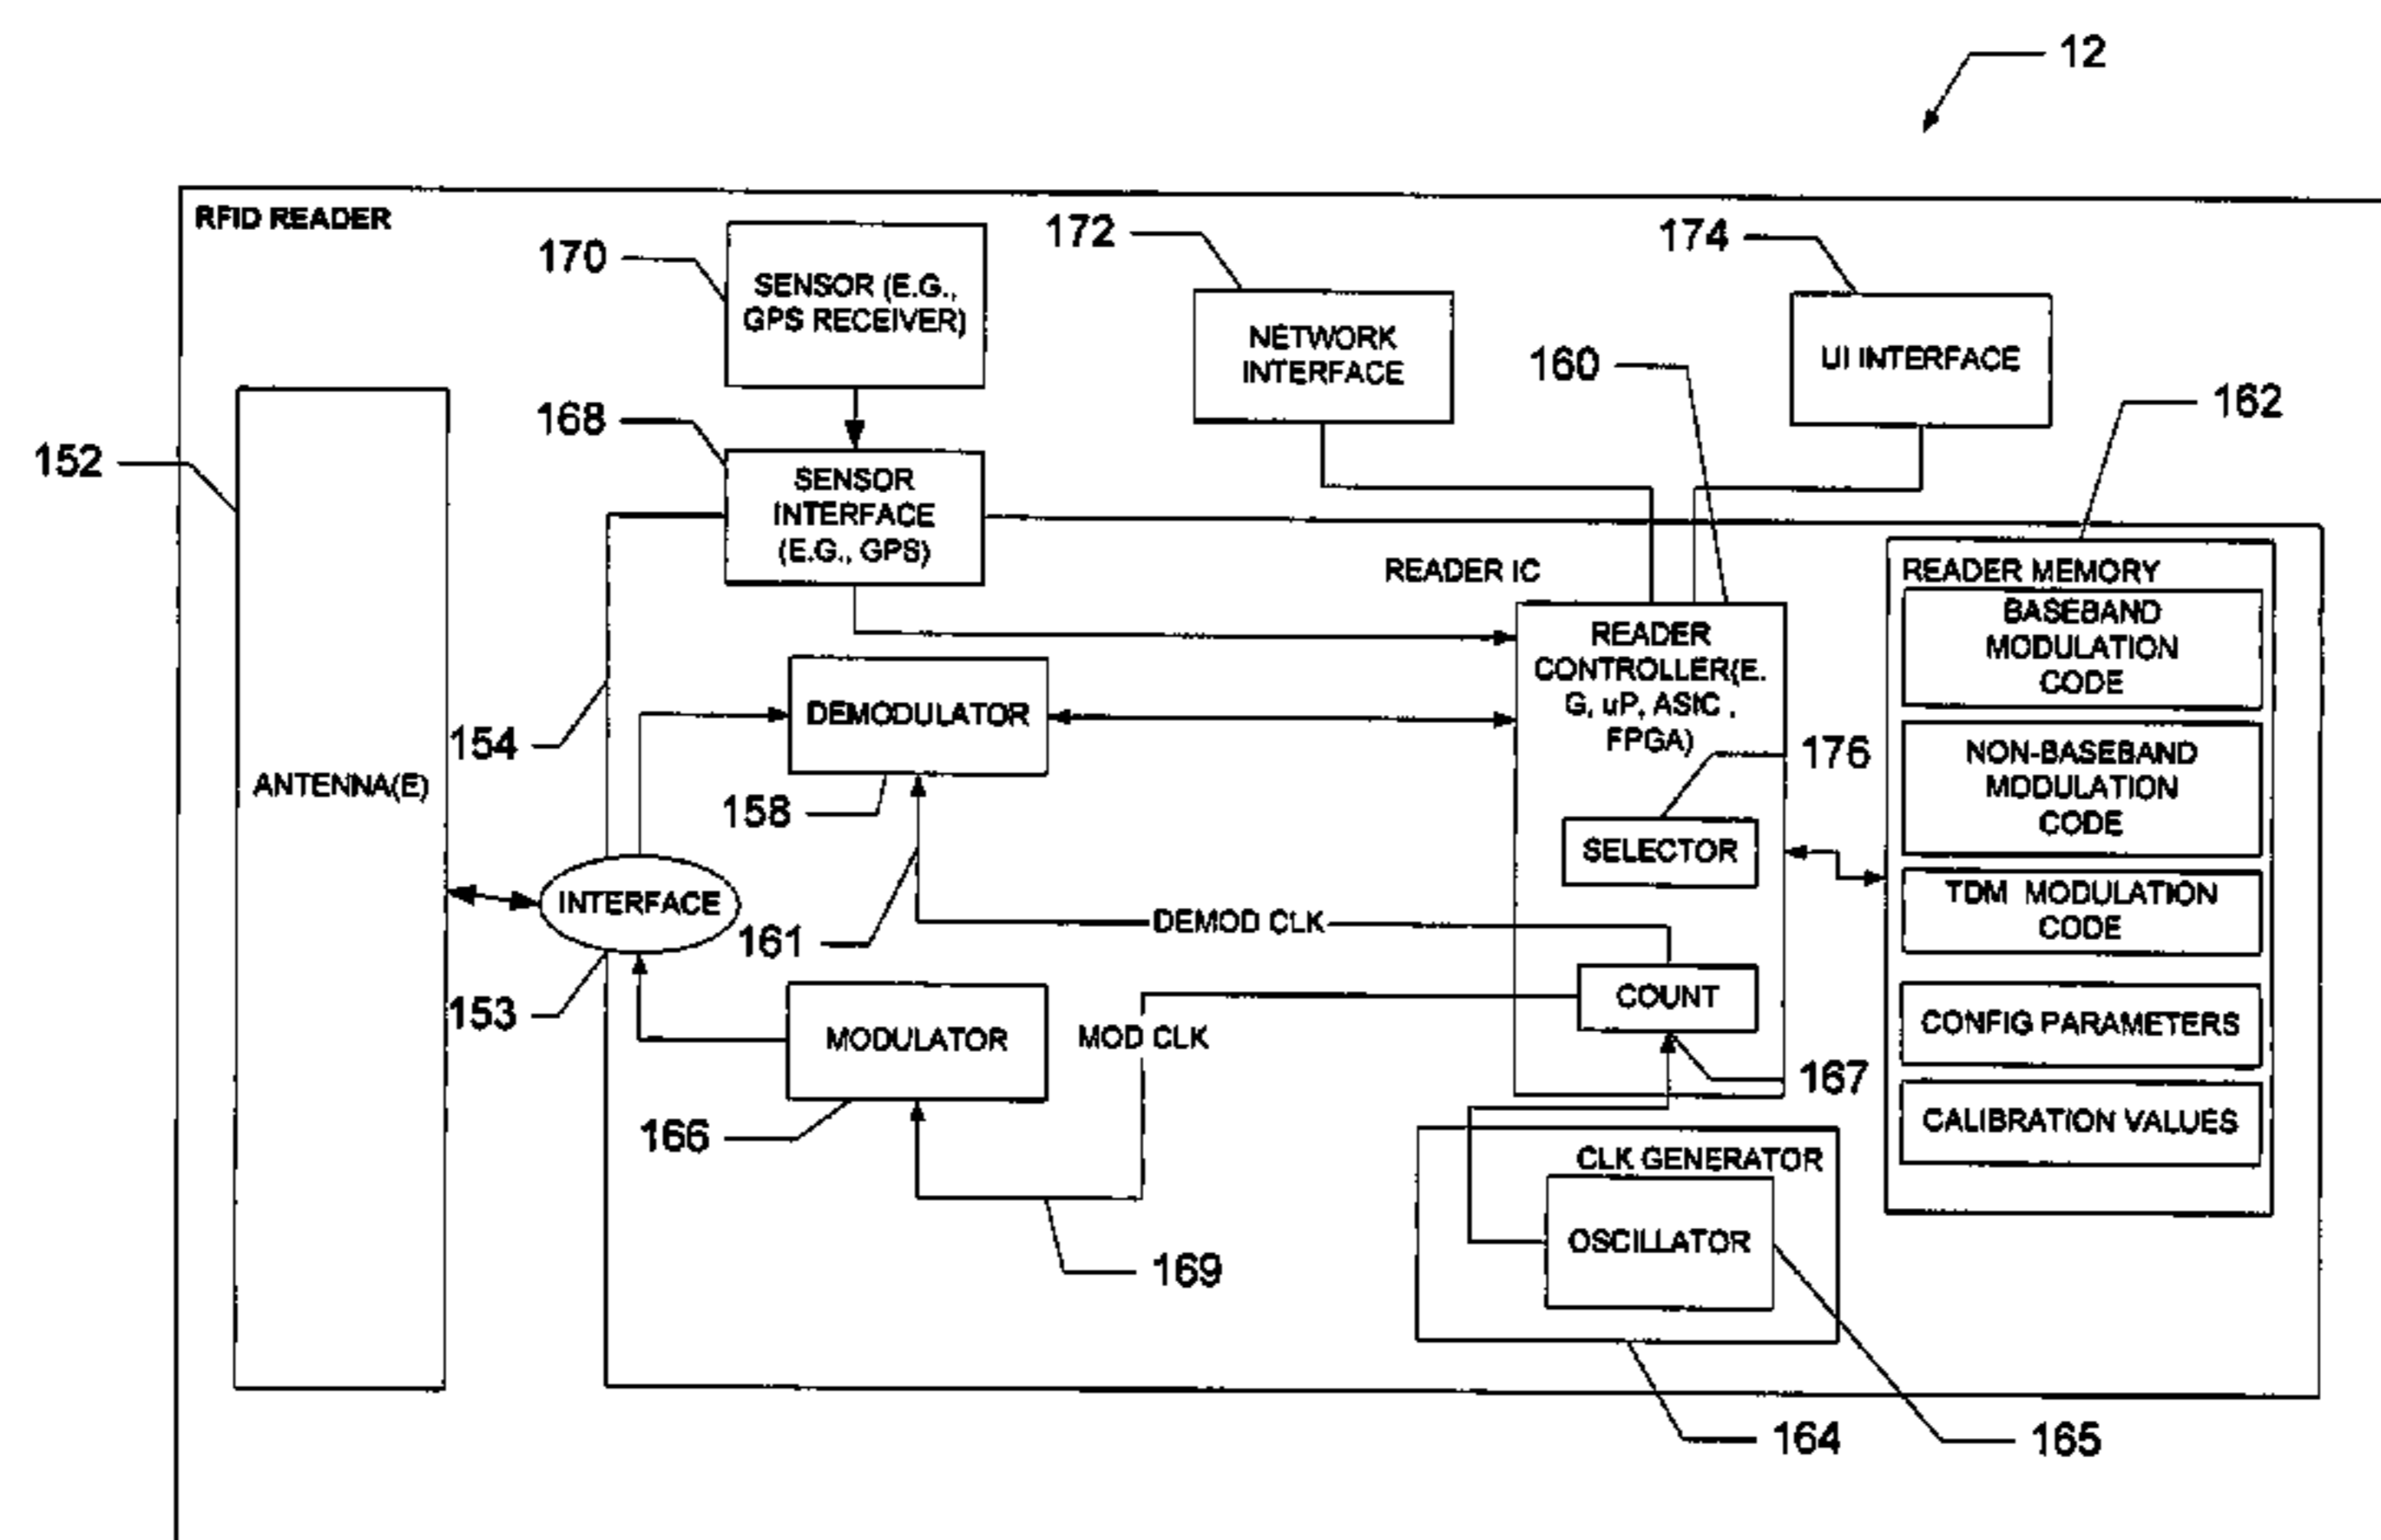 12
RFID READER
170
SENSOR (E.G.,
GPS RECEIVER)
172
NETWORK
INTERFACE
174
UI INTERFACE
160
162
168
SENSOR
INTERFACE
(E.G., GPS)
152
ANTENNA(E)
READER IC
READER
CONTROLLER(E.
G, uP, ASIC ,
FPGA)
READER MEMORY
BASEBAND
MODULATION
CODE
NON-BASEBAND
MODULATION
CODE
TDM MODULATION
CODE
CONFIG PARAMETERS
CALIBRATION VALUES
154
DEMODULATOR
158
176
SELECTOR
INTERFACE
161
DEMOD CLK
153
MODULATOR
MOD CLK
COUNT
167
166
CLK GENERATOR
OSCILLATOR
169
164
165